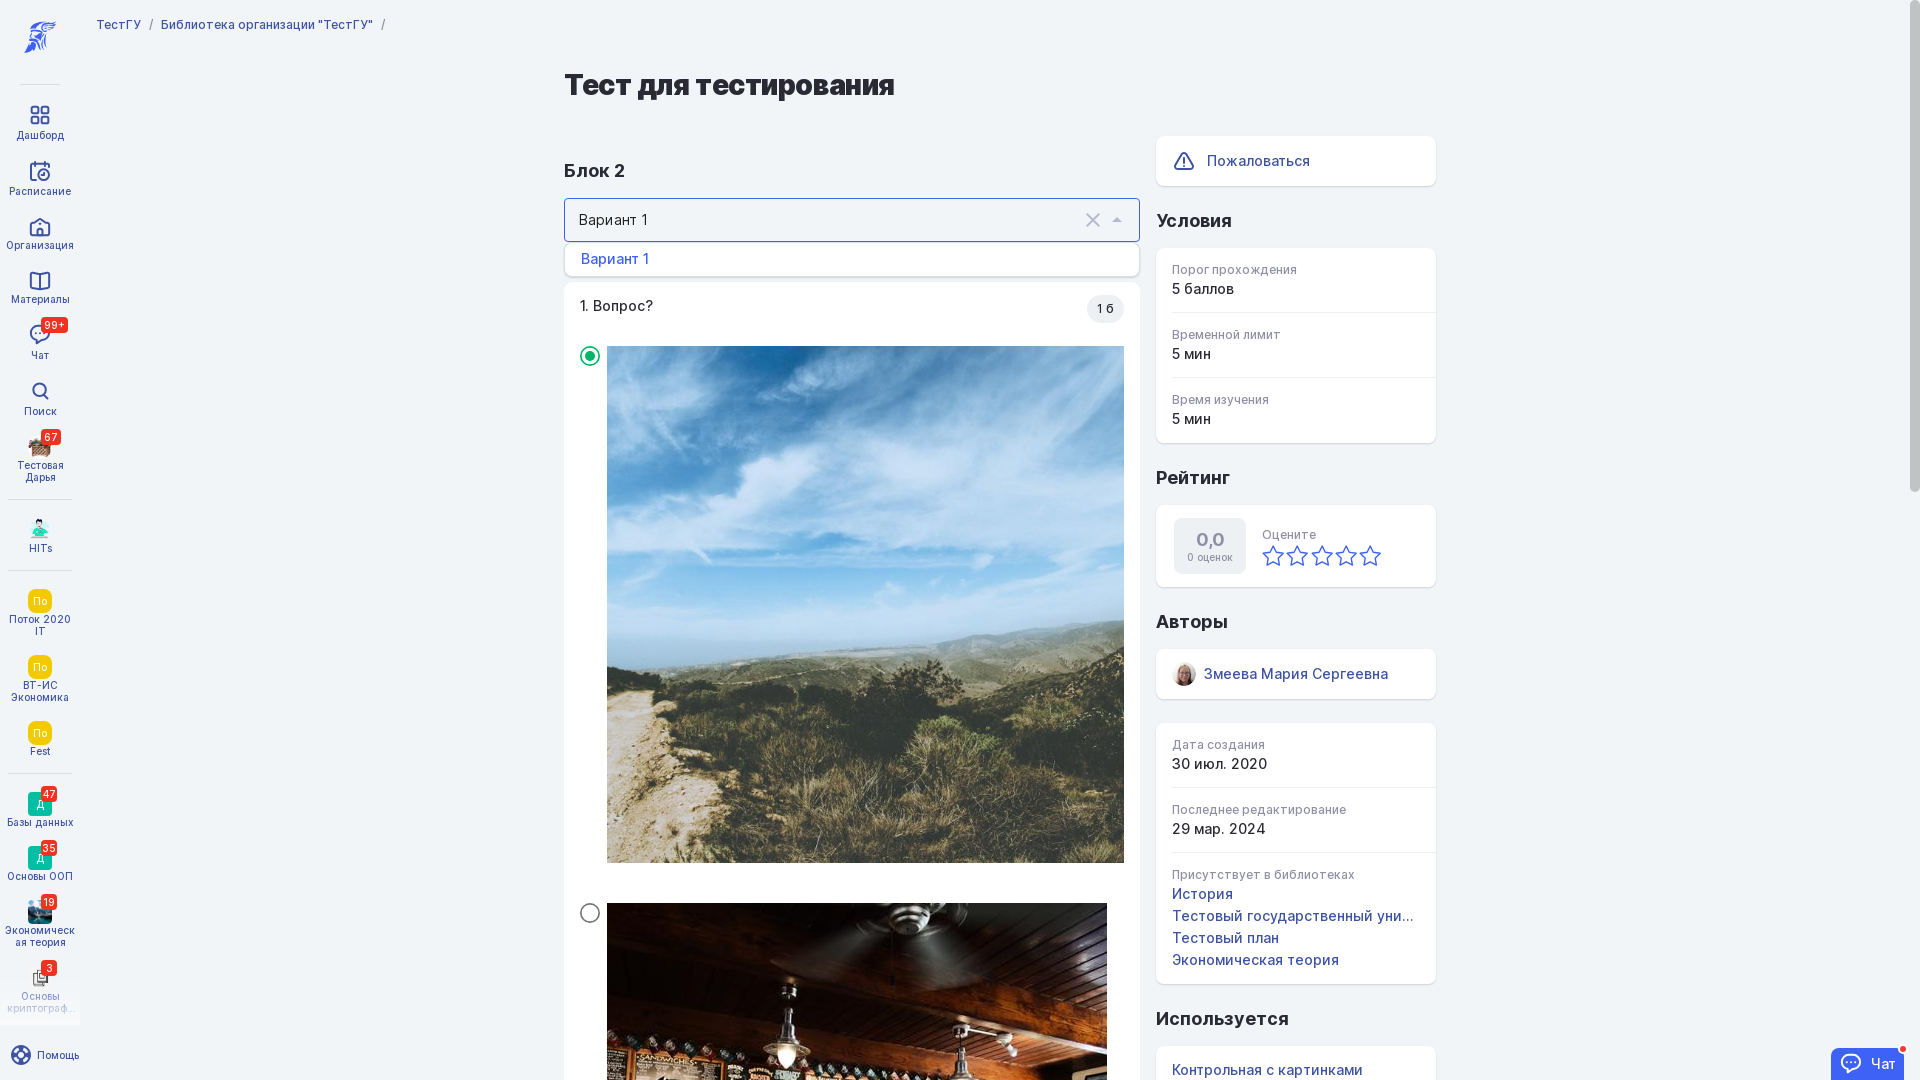 ТестГУ / Библиотека организации "ТестГУ" /
Дашборд
Расписание
Организация
Материалы
99+
Чат
Поиск
67
Тестовая
Дарья
HITs
По
Поток 2020
IT
По
ВТ-ИС
Экономика
По
Fest
47
Д
Базы данных
35
Д
Основы ООП
19
Экономическ
ая теория
3
Основы
криптограф...
Помощь
Тест для тестирования
Блок 2
Вариант 1
Вариант 1
1. Вопрос?
1 б
SANDWICHES
Пожаловаться
Условия
Порог прохождения
5 баллов
Временной лимит
5 мин
Время изучения
5 мин
Рейтинг
0,0
0 оценок
Оцените
Авторы
Змеева Мария Сергеевна
Дата создания
30 июл. 2020
Последнее редактирование
29 мар. 2024
Присутствует в библиотеках
История
Тестовый государственный уни...
Тестовый план
Экономическая теория
Используется
Контрольная с картинками
Чат